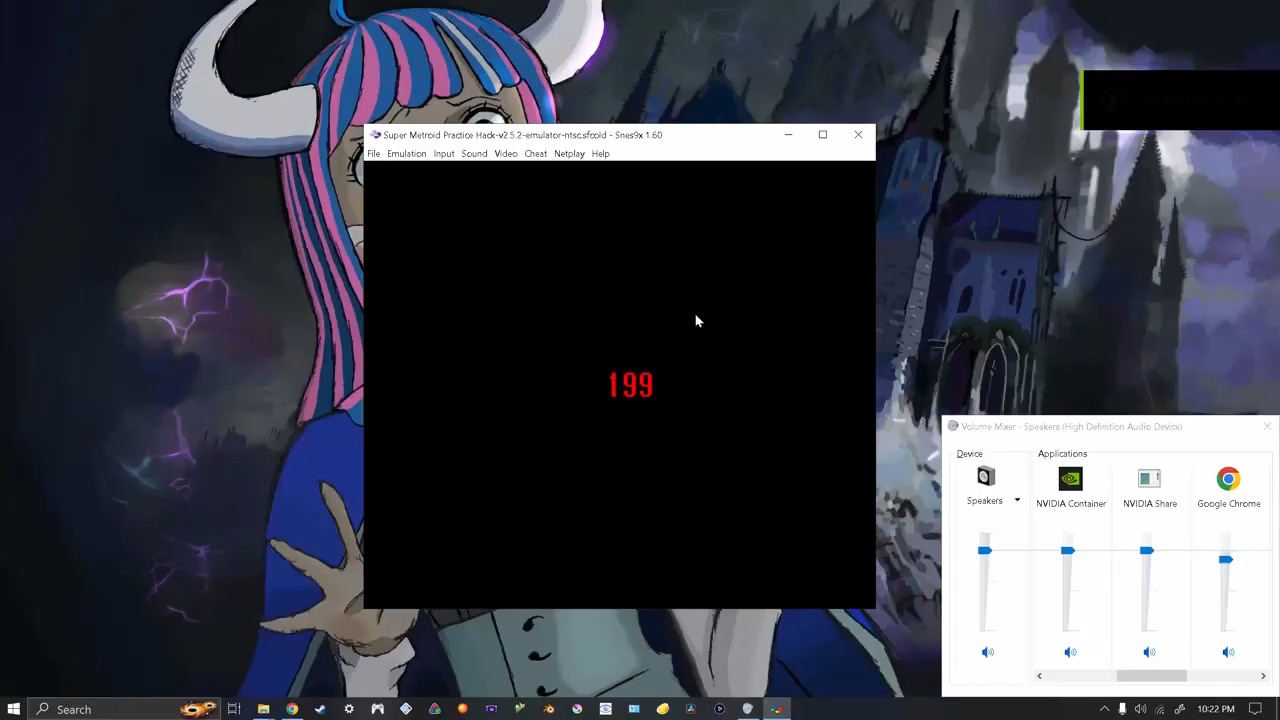 Super Metroid Practice Hack-v2.5.2-emulator-ntsc.sfcold - Snes9x 1.60
File Emulation Input Sound Video Cheat Netplay Help
199
Volume Mixer - Speakers (High Definition Audio Device)
Device Applications
Speakers NVIDIA Container NVIDIA Share Google Chrome
Search
10:22 PM